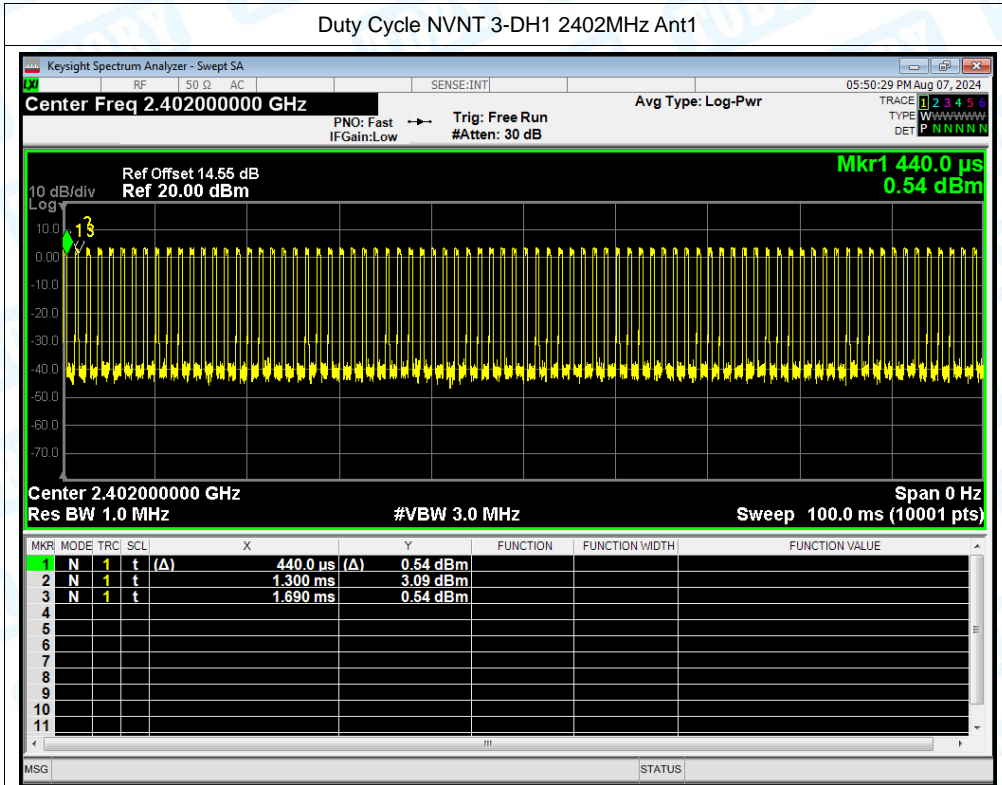 Duty Cycle NVNT 3-DH1 2402MHz Ant1
Keysight Spectrum Analyzer - Swept SA
LXI RF 50 Ω AC SENSE:INT 05:50:29 PM Aug 07, 2024
Center Freq 2.402000000 GHz Avg Type: Log-Pwr TRACE 1 2 3 4 5 6
PNO: Fast Trig: Free Run TYPE WWWWWWW
IFGain:Low #Atten: 30 dB DET P N N N N N
Mkr1 440.0 µs
Ref Offset 14.55 dB
10 dB/div Ref 20.00 dBm 0.54 dBm
Log
10.0
1 2 3
0.00
-10.0
-20.0
-30.0
-40.0
-50.0
-60.0
-70.0
Center 2.402000000 GHz Span 0 Hz
Res BW 1.0 MHz #VBW 3.0 MHz Sweep 100.0 ms (10001 pts)
MKR MODE TRC SCL X Y FUNCTION FUNCTION WIDTH FUNCTION VALUE
1 N 1 t (Δ) 440.0 µs (Δ) 0.54 dBm
2 N 1 t 1.300 ms 3.09 dBm
3 N 1 t 1.690 ms 0.54 dBm
4
5
6
7
8
9
10
11
MSG STATUS